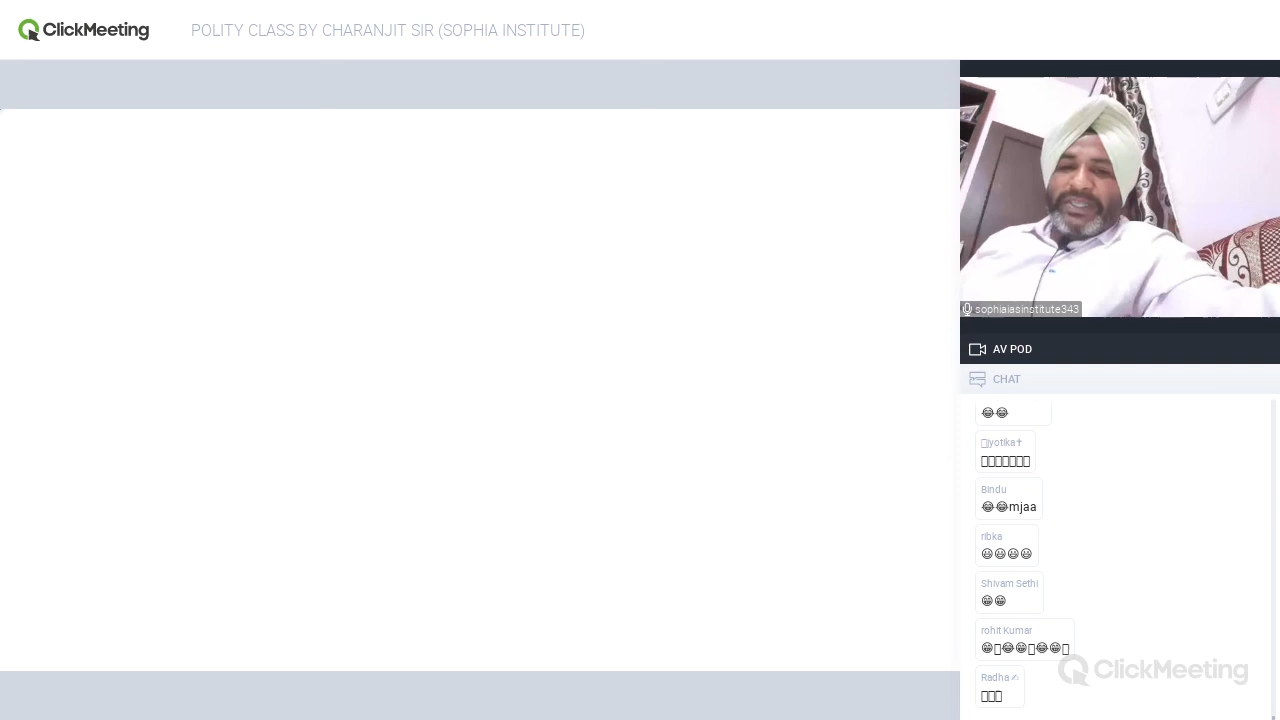 ClickMeeting
POLITY CLASS BY CHARANJIT SIR (SOPHIA INSTITUTE)
sophiaiasinstitute343
AV POD
CHAT
😂😂
jyotika✝
Bindu
😂😂mjaa
ribka
😃😃😃😃
Shivam Sethi
😁😁
rohit Kumar
😁😂😁😂😁
Radha✍
ClickMeeting